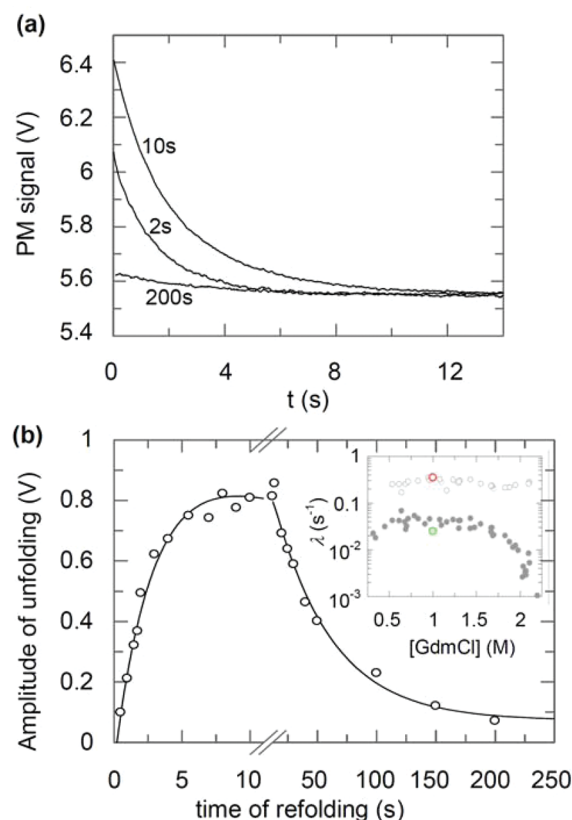 (a)
6.4
6.2
6
5.8
5.6
5.4
PM signal (V)
10s
2s
200s
0 4 8 12
t (s)
(b)
1
0.8
0.6
0.4
0.2
0
Amplitude of unfolding (V)
1
0.1
10-2
10-3
λ (s-1)
0.5 1 1.5 2
[GdmCl] (M)
0 5 10 50 100 150 200 250
time of refolding (s)